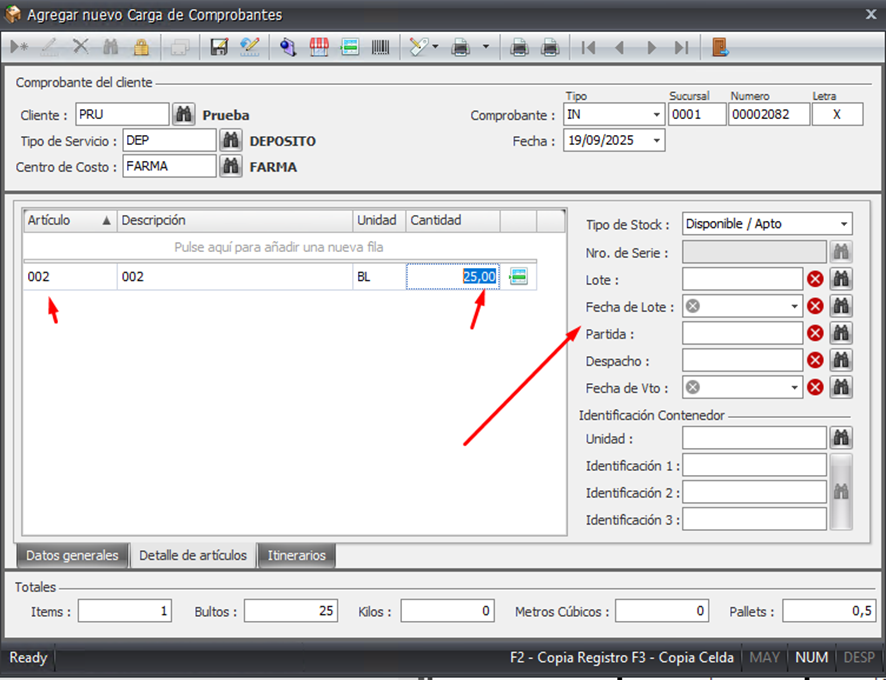 Agregar nuevo Carga de Comprobantes
Comprobante del cliente
Tipo Sucursal Numero Letra
Cliente : PRU Prueba Comprobante : IN 0001 00002082 X
Tipo de Servicio : DEP DEPOSITO Fecha : 19/09/2025
Centro de Costo : FARMA FARMA
Artículo Descripción Unidad Cantidad
Pulse aquí para añadir una nueva fila
002 002 BL 25,00
Tipo de Stock : Disponible / Apto
Nro. de Serie :
Lote :
Fecha de Lote :
Partida :
Despacho :
Fecha de Vto :
Identificación Contenedor
Unidad :
Identificación 1 :
Identificación 2 :
Identificación 3 :
Datos generales Detalle de artículos Itinerarios
Totales
Items : 1 Bultos : 25 Kilos : 0 Metros Cúbicos : 0 Pallets : 0,5
Ready F2 - Copia Registro F3 - Copia Celda MAY NUM DESP